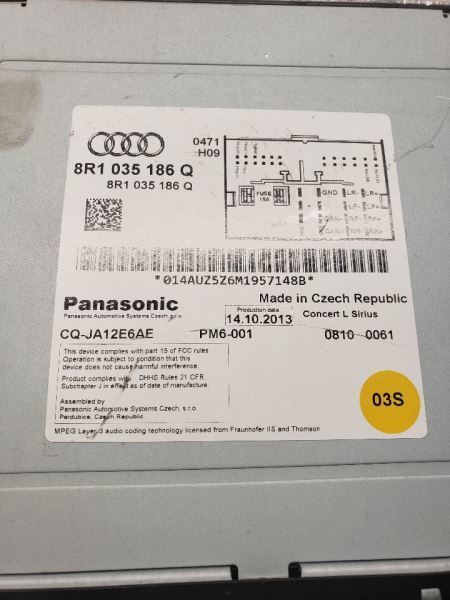 8R1 035 186 Q
8R1 035 186 Q
0471
H09
FUSE
15A
GND
LR-
LR+
LF-
LF+
*014AUZ5Z6M1957148B*
Panasonic
Panasonic Automotive Systems Czech, s.r.o.
Made in Czech Republic
Production date
14.10.2013
Concert L Sirius
CQ-JA12E6AE
PM6-001
0810 0061
This device complies with part 15 of FCC rules
Operation is subject to condition that this
device does not cause harmful interference.
Complies with DHHS Rules 21 CFR
Subchapter J in effect as of date of manufacture.
Assembled by
Panasonic Automotive Systems Czech, s.r.o
Pardubice, Czech Republic
MPEG Layer 3 audio coding technology licensed from Fraunhofer IIS and Thomson
03S